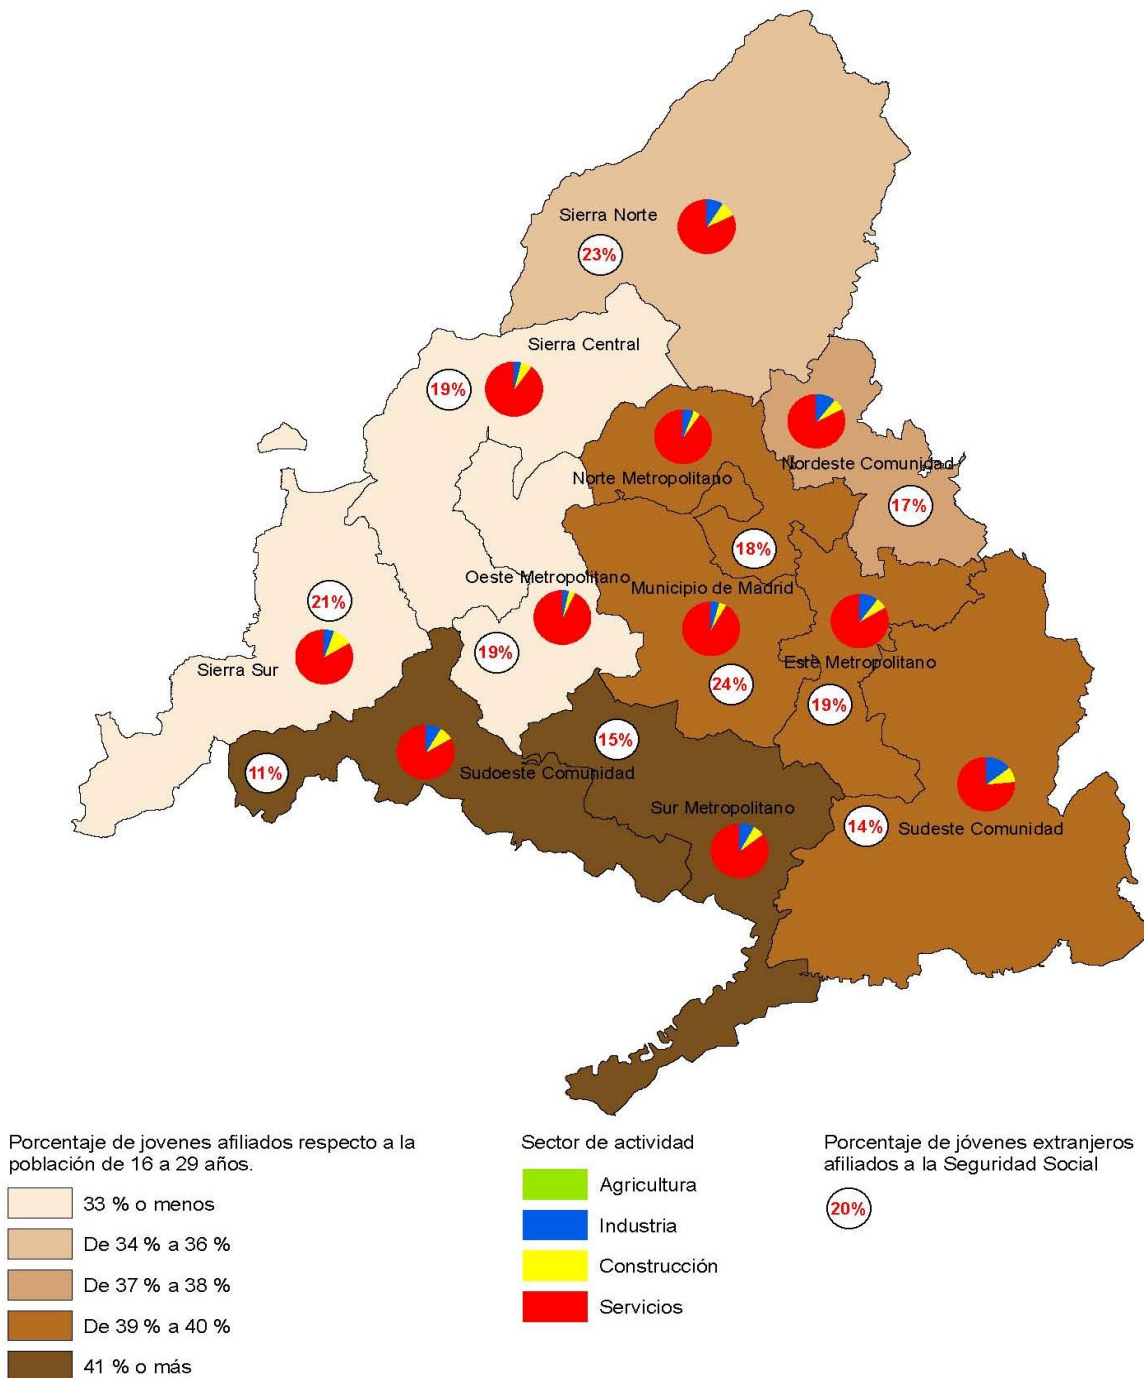 Sierra Norte
23%
Sierra Central
19%
Nordeste Comunidad
Norte Metropolitano
17%
18%
Oeste Metropolitano
Municipio de Madrid
21%
19%
Sierra Sur
Este Metropolitano
24%
19%
15%
11%
Sudoeste Comunidad
Sur Metropolitano
14%
Sudeste Comunidad
Porcentaje de jovenes afiliados respecto a la
población de 16 a 29 años.
33 % o menos
De 34 % a 36 %
De 37 % a 38 %
De 39 % a 40 %
41 % o más
Sector de actividad
Agricultura
Industria
Construcción
Servicios
Porcentaje de jóvenes extranjeros
afiliados a la Seguridad Social
20%